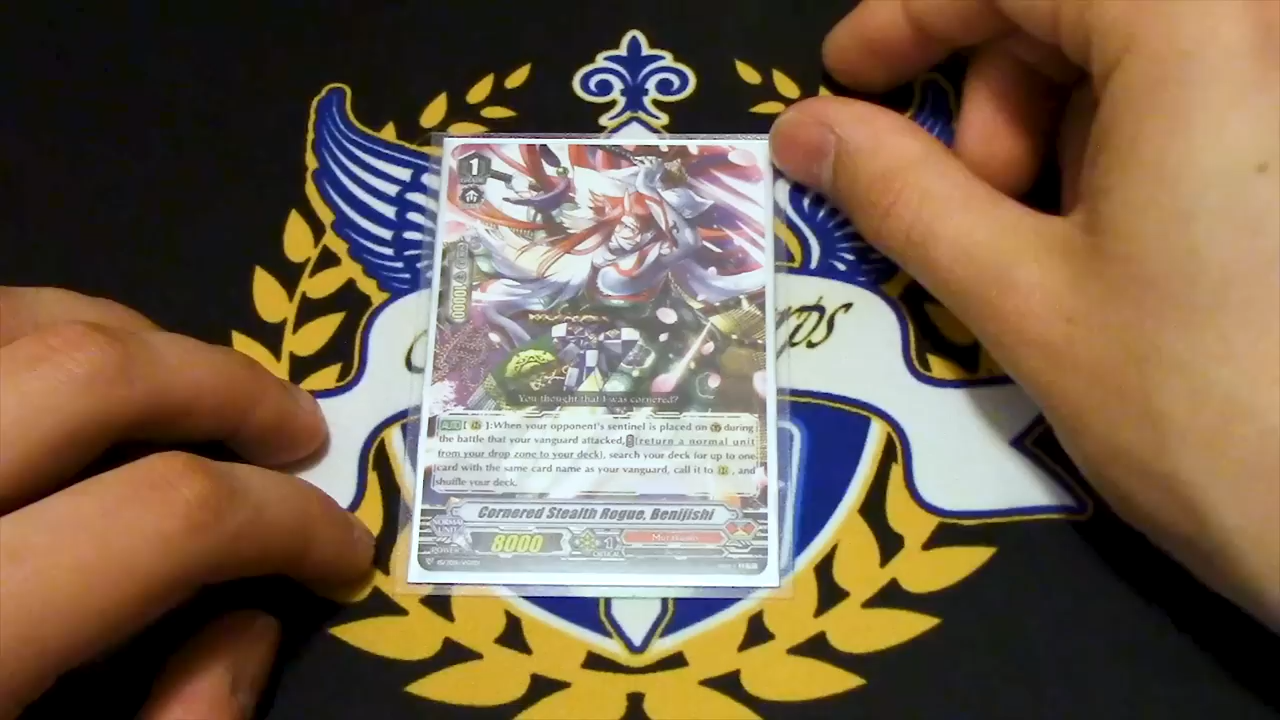 1
10000
You thought that I was cornered?
AUTO [ ]:When your opponent's sentinel is placed on during
the battle that your vanguard attacked, [return a normal unit
from your drop zone to your deck], search your deck for up to one
card with the same card name as your vanguard, call it to , and
shuffle your deck.
Cornered Stealth Rogue, Benijishi
NORMAL
UNIT
POWER 8000 1
CRITICAL
Murakumo
rps